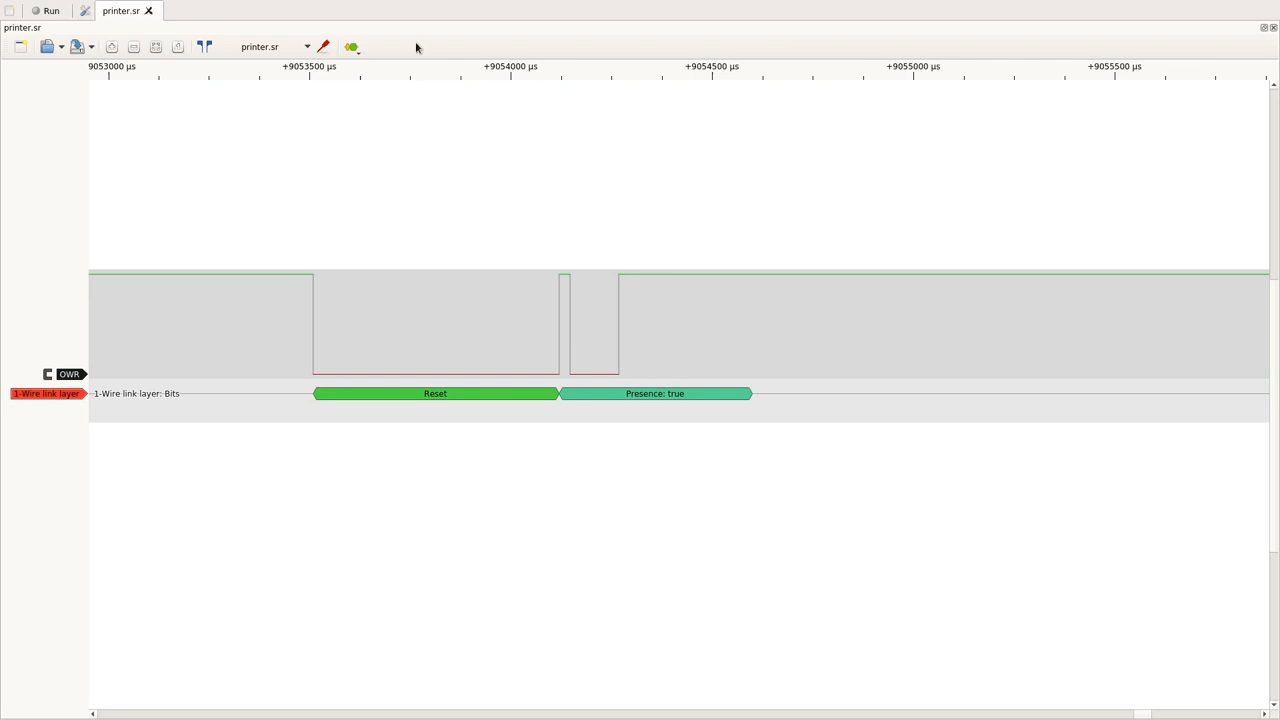 Run printer.sr
printer.sr
printer.sr
9053000 µs +9053500 µs +9054000 µs +9054500 µs +9055000 µs +9055500 µs
OWR
1-Wire link layer 1-Wire link layer: Bits Reset Presence: true